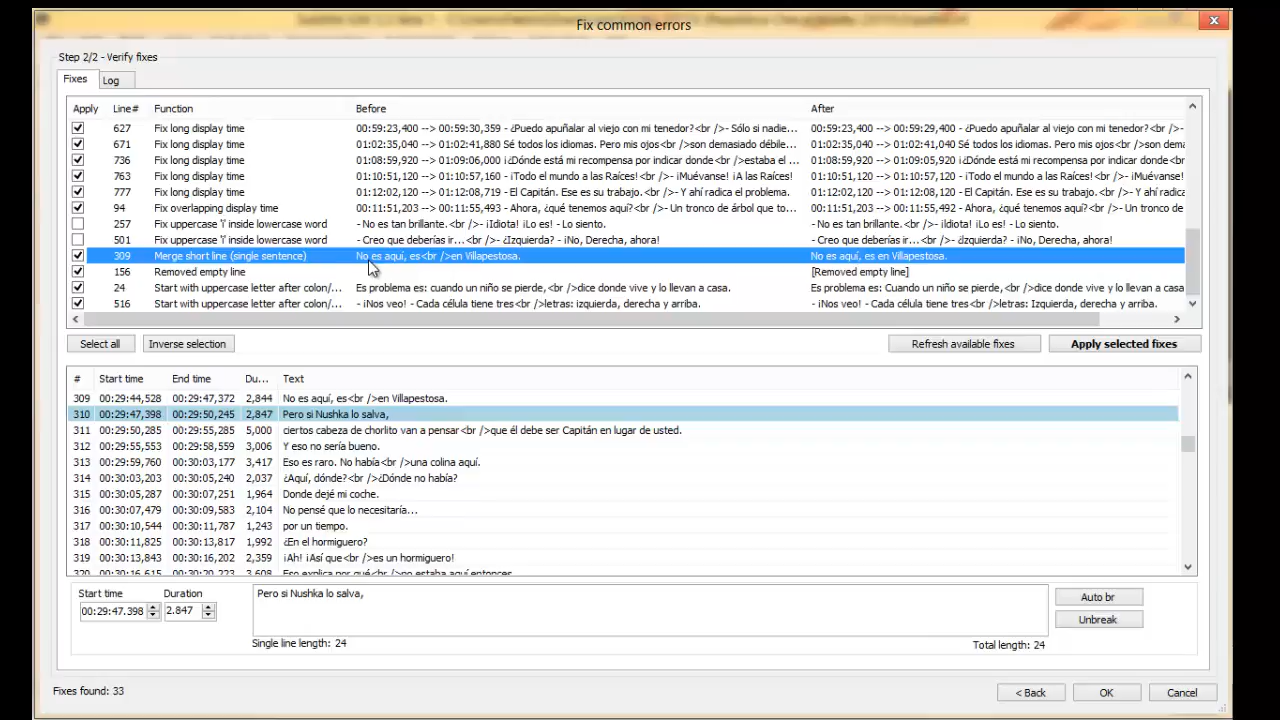 Fix common errors
Step 2/2 - Verify fixes
Fixes Log
Apply Line# Function Before After
627 Fix long display time 00:59:23,400 --> 00:59:30,359 - ¿Puedo apuñalar al viejo con mi tenedor?<br />- Sólo si nadie... 00:59:23,400 --> 00:59:29,400 - ¿Puedo apuñalar al viejo con mi tenedor?<br />-
671 Fix long display time 01:02:35,040 --> 01:02:41,880 Sé todos los idiomas. Pero mis ojos<br />son demasiado débile... 01:02:35,040 --> 01:02:41,040 Sé todos los idiomas. Pero mis ojos<br />son dema
736 Fix long display time 01:08:59,920 --> 01:09:06,000 ¡Dónde está mi recompensa por indicar donde<br />estaba el ... 01:08:59,920 --> 01:09:05,920 ¡Dónde está mi recompensa por indicar donde<br
763 Fix long display time 01:10:51,120 --> 01:10:57,160 ¡Todo el mundo a las Raíces!<br />- ¡Muévanse! ¡A las Raíces! 01:10:51,120 --> 01:10:57,120 ¡Todo el mundo a las Raíces!<br />- ¡Muévanse! ¡
777 Fix long display time 01:12:02,120 --> 01:12:08,719 - El Capitán. Ese es su trabajo.<br />- Y ahí radica el problema. 01:12:02,120 --> 01:12:08,120 - El Capitán. Ese es su trabajo.<br />- Y ahí radica
94 Fix overlapping display time 00:11:51,203 --> 00:11:55,493 - Ahora, ¿qué tenemos aquí?<br />- Un tronco de árbol que to... 00:11:51,203 --> 00:11:55,492 - Ahora, ¿qué tenemos aquí?<br />- Un tronco de
257 Fix uppercase 'i' inside lowercase word - No es tan brillante.<br />- ¡Idiota! ¡Lo es! - Lo siento. - No es tan brillante.<br />- ¡ldiota! ¡Lo es! - Lo siento.
501 Fix uppercase 'i' inside lowercase word - Creo que deberías ir...<br />- ¿Izquierda? - ¡No, Derecha, ahora! - Creo que deberías ir...<br />- ¿lzquierda? - ¡No, Derecha, ahora!
309 Merge short line (single sentence) No es aquí, es<br />en Villapestosa. No es aquí, es en Villapestosa.
156 Removed empty line [Removed empty line]
24 Start with uppercase letter after colon/... Es problema es: cuando un niño se pierde,<br />dice donde vive y lo llevan a casa. Es problema es: Cuando un niño se pierde,<br />dice donde vive y lo llevan a casa.
516 Start with uppercase letter after colon/... - ¡Nos veo! - Cada célula tiene tres<br />letras: izquierda, derecha y arriba. - ¡Nos veo! - Cada célula tiene tres<br />letras: Izquierda, derecha y arriba.
Select all Inverse selection Refresh available fixes Apply selected fixes
# Start time End time Du... Text
309 00:29:44,528 00:29:47,372 2,844 No es aquí, es<br />en Villapestosa.
310 00:29:47,398 00:29:50,245 2,847 Pero si Nushka lo salva,
311 00:29:50,285 00:29:55,285 5,000 ciertos cabeza de chorlito van a pensar<br />que él debe ser Capitán en lugar de usted.
312 00:29:55,553 00:29:58,559 3,006 Y eso no sería bueno.
313 00:29:59,760 00:30:03,177 3,417 Eso es raro. No había<br />una colina aquí.
314 00:30:03,203 00:30:05,240 2,037 ¿Aquí, dónde?<br />¿Dónde no había?
315 00:30:05,287 00:30:07,251 1,964 Donde dejé mi coche.
316 00:30:07,479 00:30:09,583 2,104 No pensé que lo necesitaría...
317 00:30:10,544 00:30:11,787 1,243 por un tiempo.
318 00:30:11,825 00:30:13,817 1,992 ¿En el hormiguero?
319 00:30:13,843 00:30:16,202 2,359 ¡Ah! ¡Así que<br />es un hormiguero!
320 00:30:16,615 00:30:20,223 3,608 Eso explica por qué<br />no estaba aquí entonces.
Start time Duration
00:29:47.398 2.847
Pero si Nushka lo salva,
Auto br
Unbreak
Single line length: 24 Total length: 24
Fixes found: 33
< Back OK Cancel